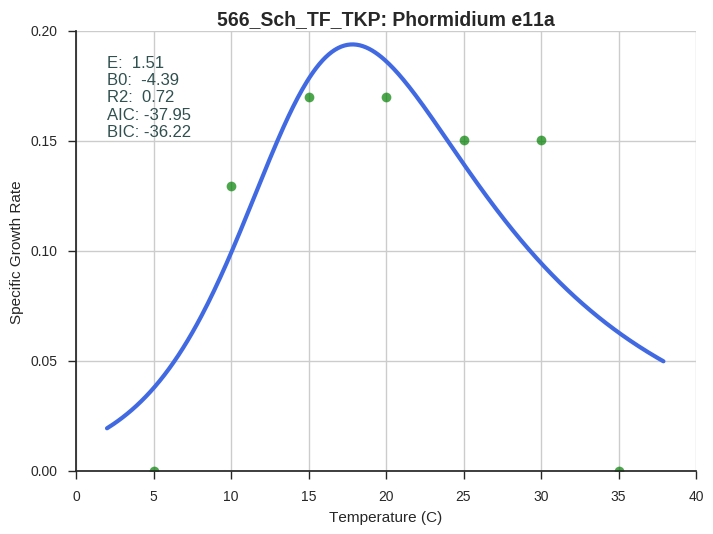 566_Sch_TF_TKP: Phormidium e11a
E: 1.51
B0: -4.39
R2: 0.72
AIC: -37.95
BIC: -36.22
0.20
0.15
0.10
0.05
0.00
Specific Growth Rate
0 5 10 15 20 25 30 35 40
Temperature (C)